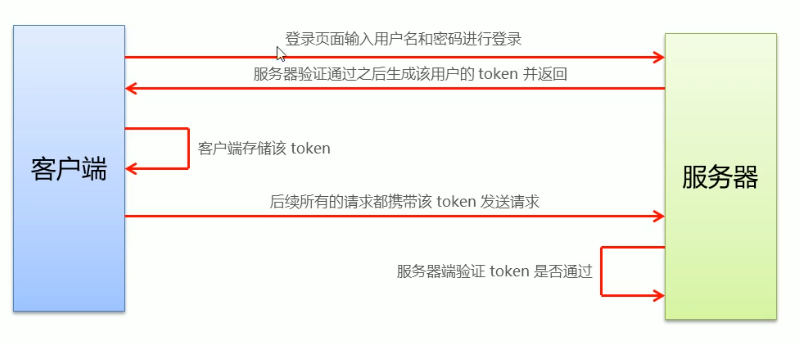 登录页面输入用户名和密码进行登录
服务器验证通过之后生成该用户的 token 并返回
客户端
客户端存储该 token
服务器
后续所有的请求都携带该 token 发送请求
服务器端验证 token 是否通过